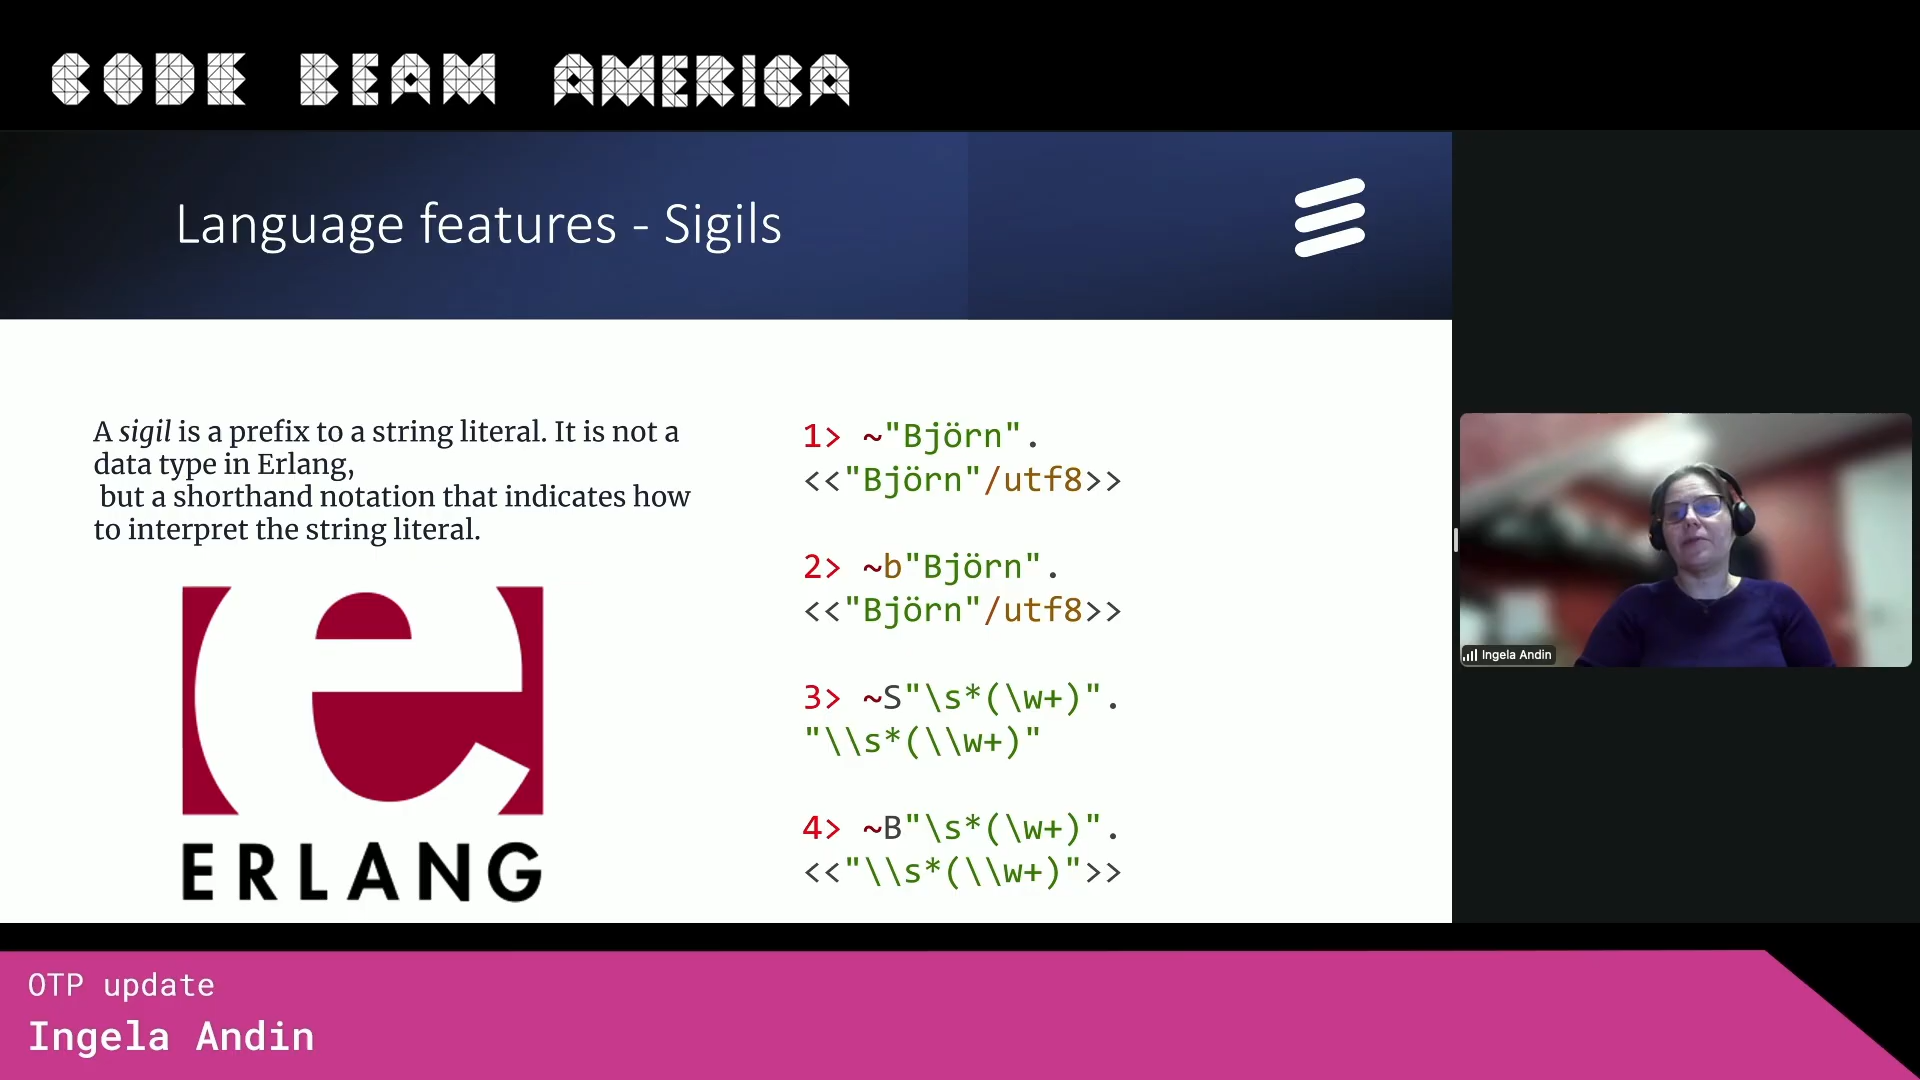 CODE BEAM AMERICA
Language features - Sigils
A sigil is a prefix to a string literal. It is not a
data type in Erlang,
but a shorthand notation that indicates how
to interpret the string literal.
ERLANG
1> ~"Björn".
<<"Björn"/utf8>>
2> ~b"Björn".
<<"Björn"/utf8>>
3> ~S"\s*(\w+)".
"\\s*(\\w+)"
4> ~B"\s*(\w+)".
<<"\\s*(\\w+)">>
Ingela Andin
OTP update
Ingela Andin